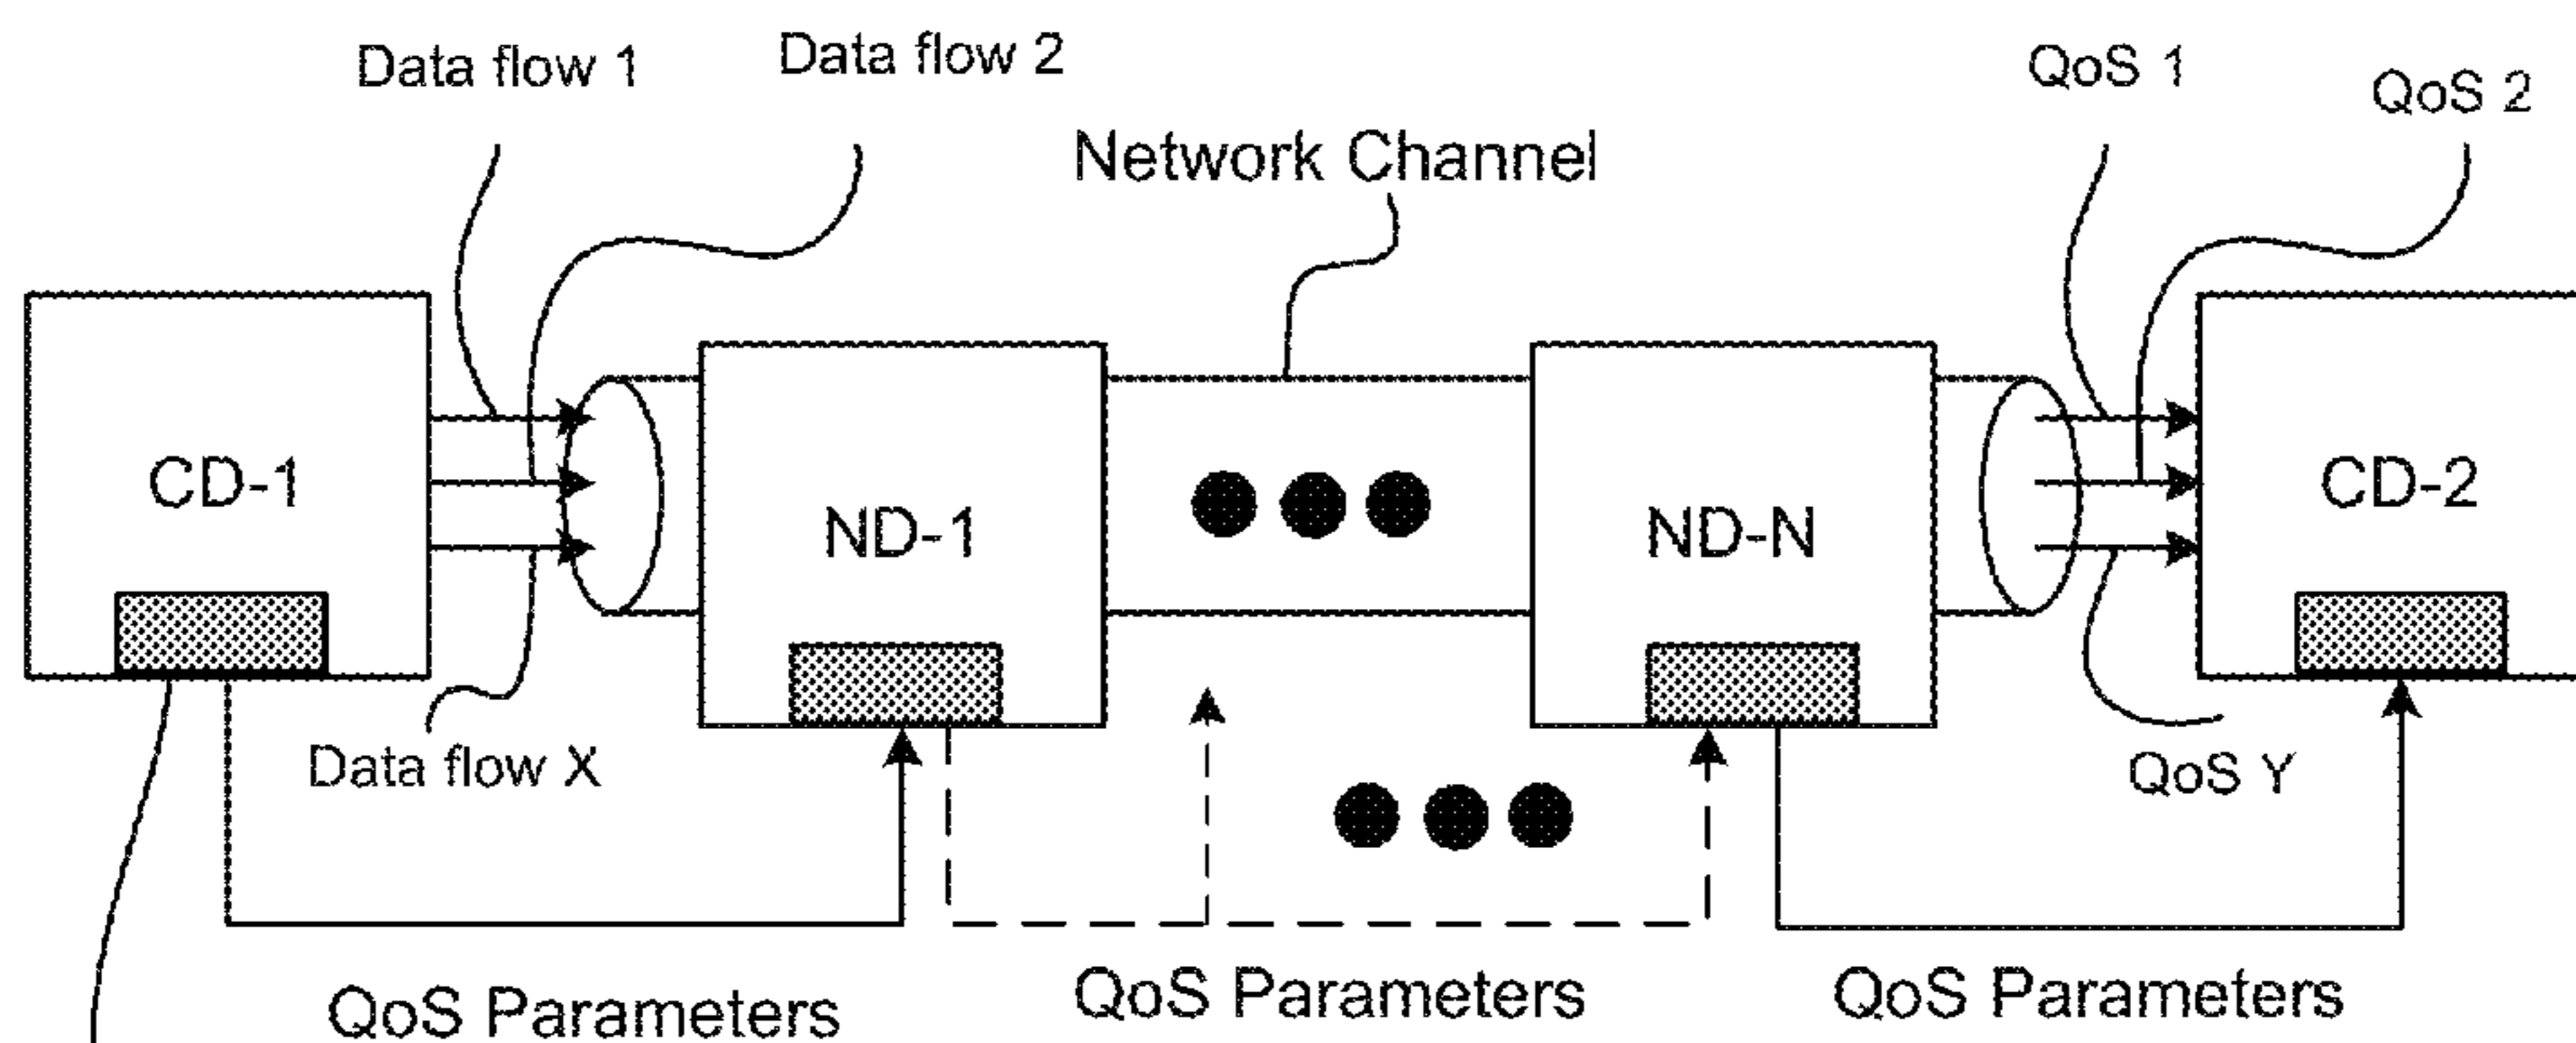 Data flow 1
Data flow 2
QoS 1
QoS 2
Network Channel
CD-1
ND-1
ND-N
CD-2
Data flow X
QoS Y
QoS Parameters
QoS Parameters
QoS Parameters